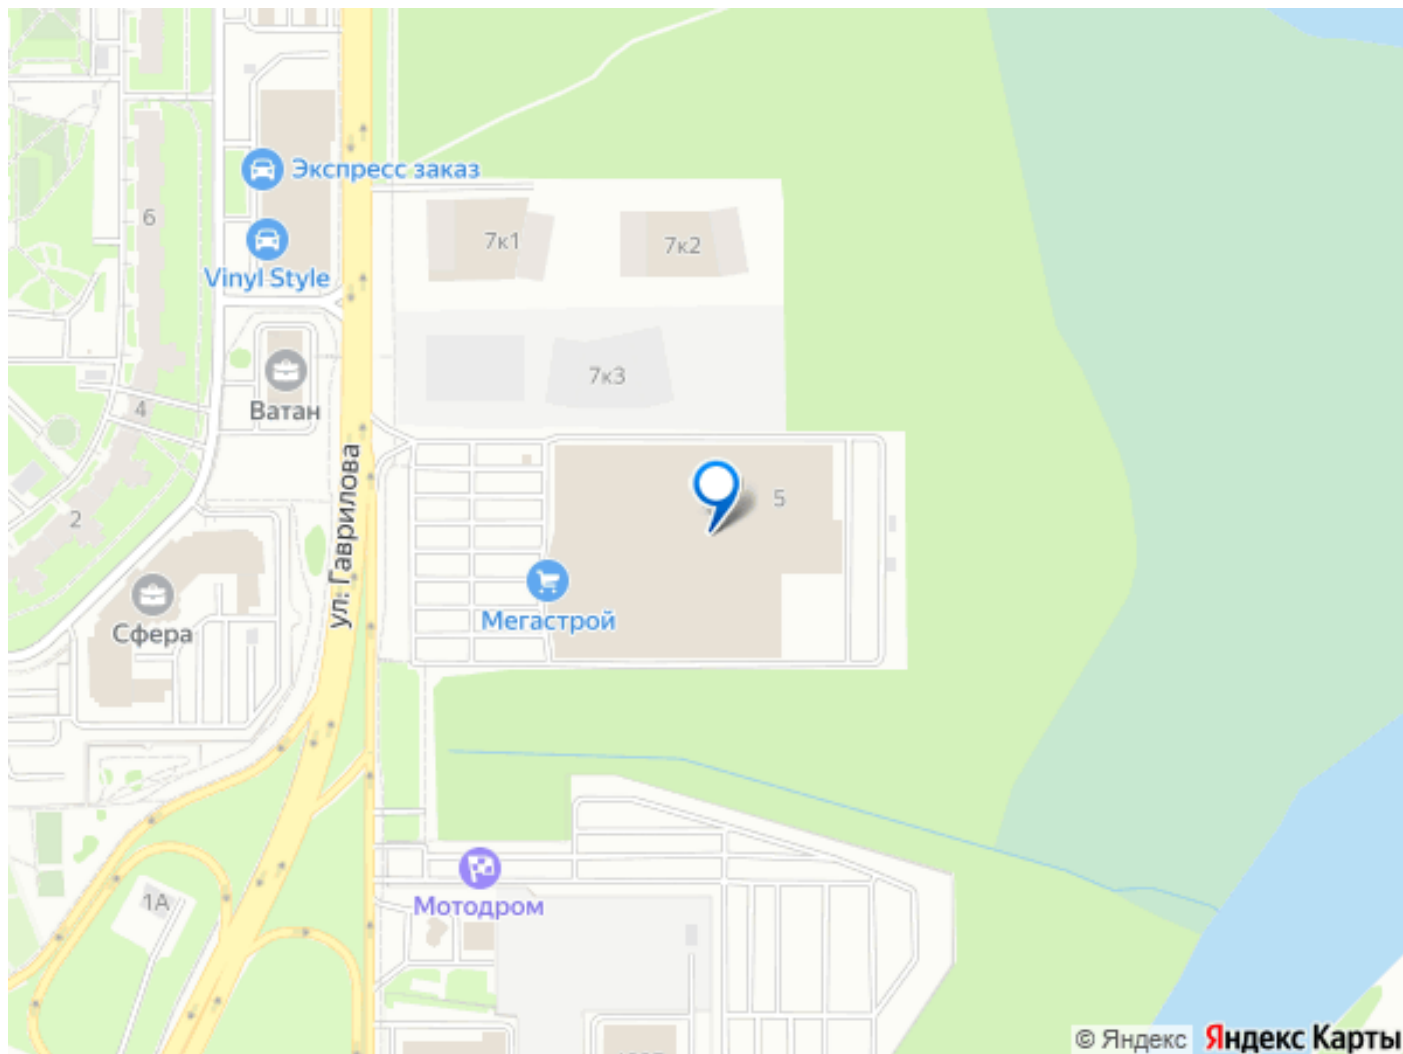 Экспресс заказ
6
7к1
7к2
Vinyl Style
7к3
Ватан
4
ул. Гаврилова
5
2
Мегастрой
Сфера
Мотодром
1А
© Яндекс Яндекс Карты